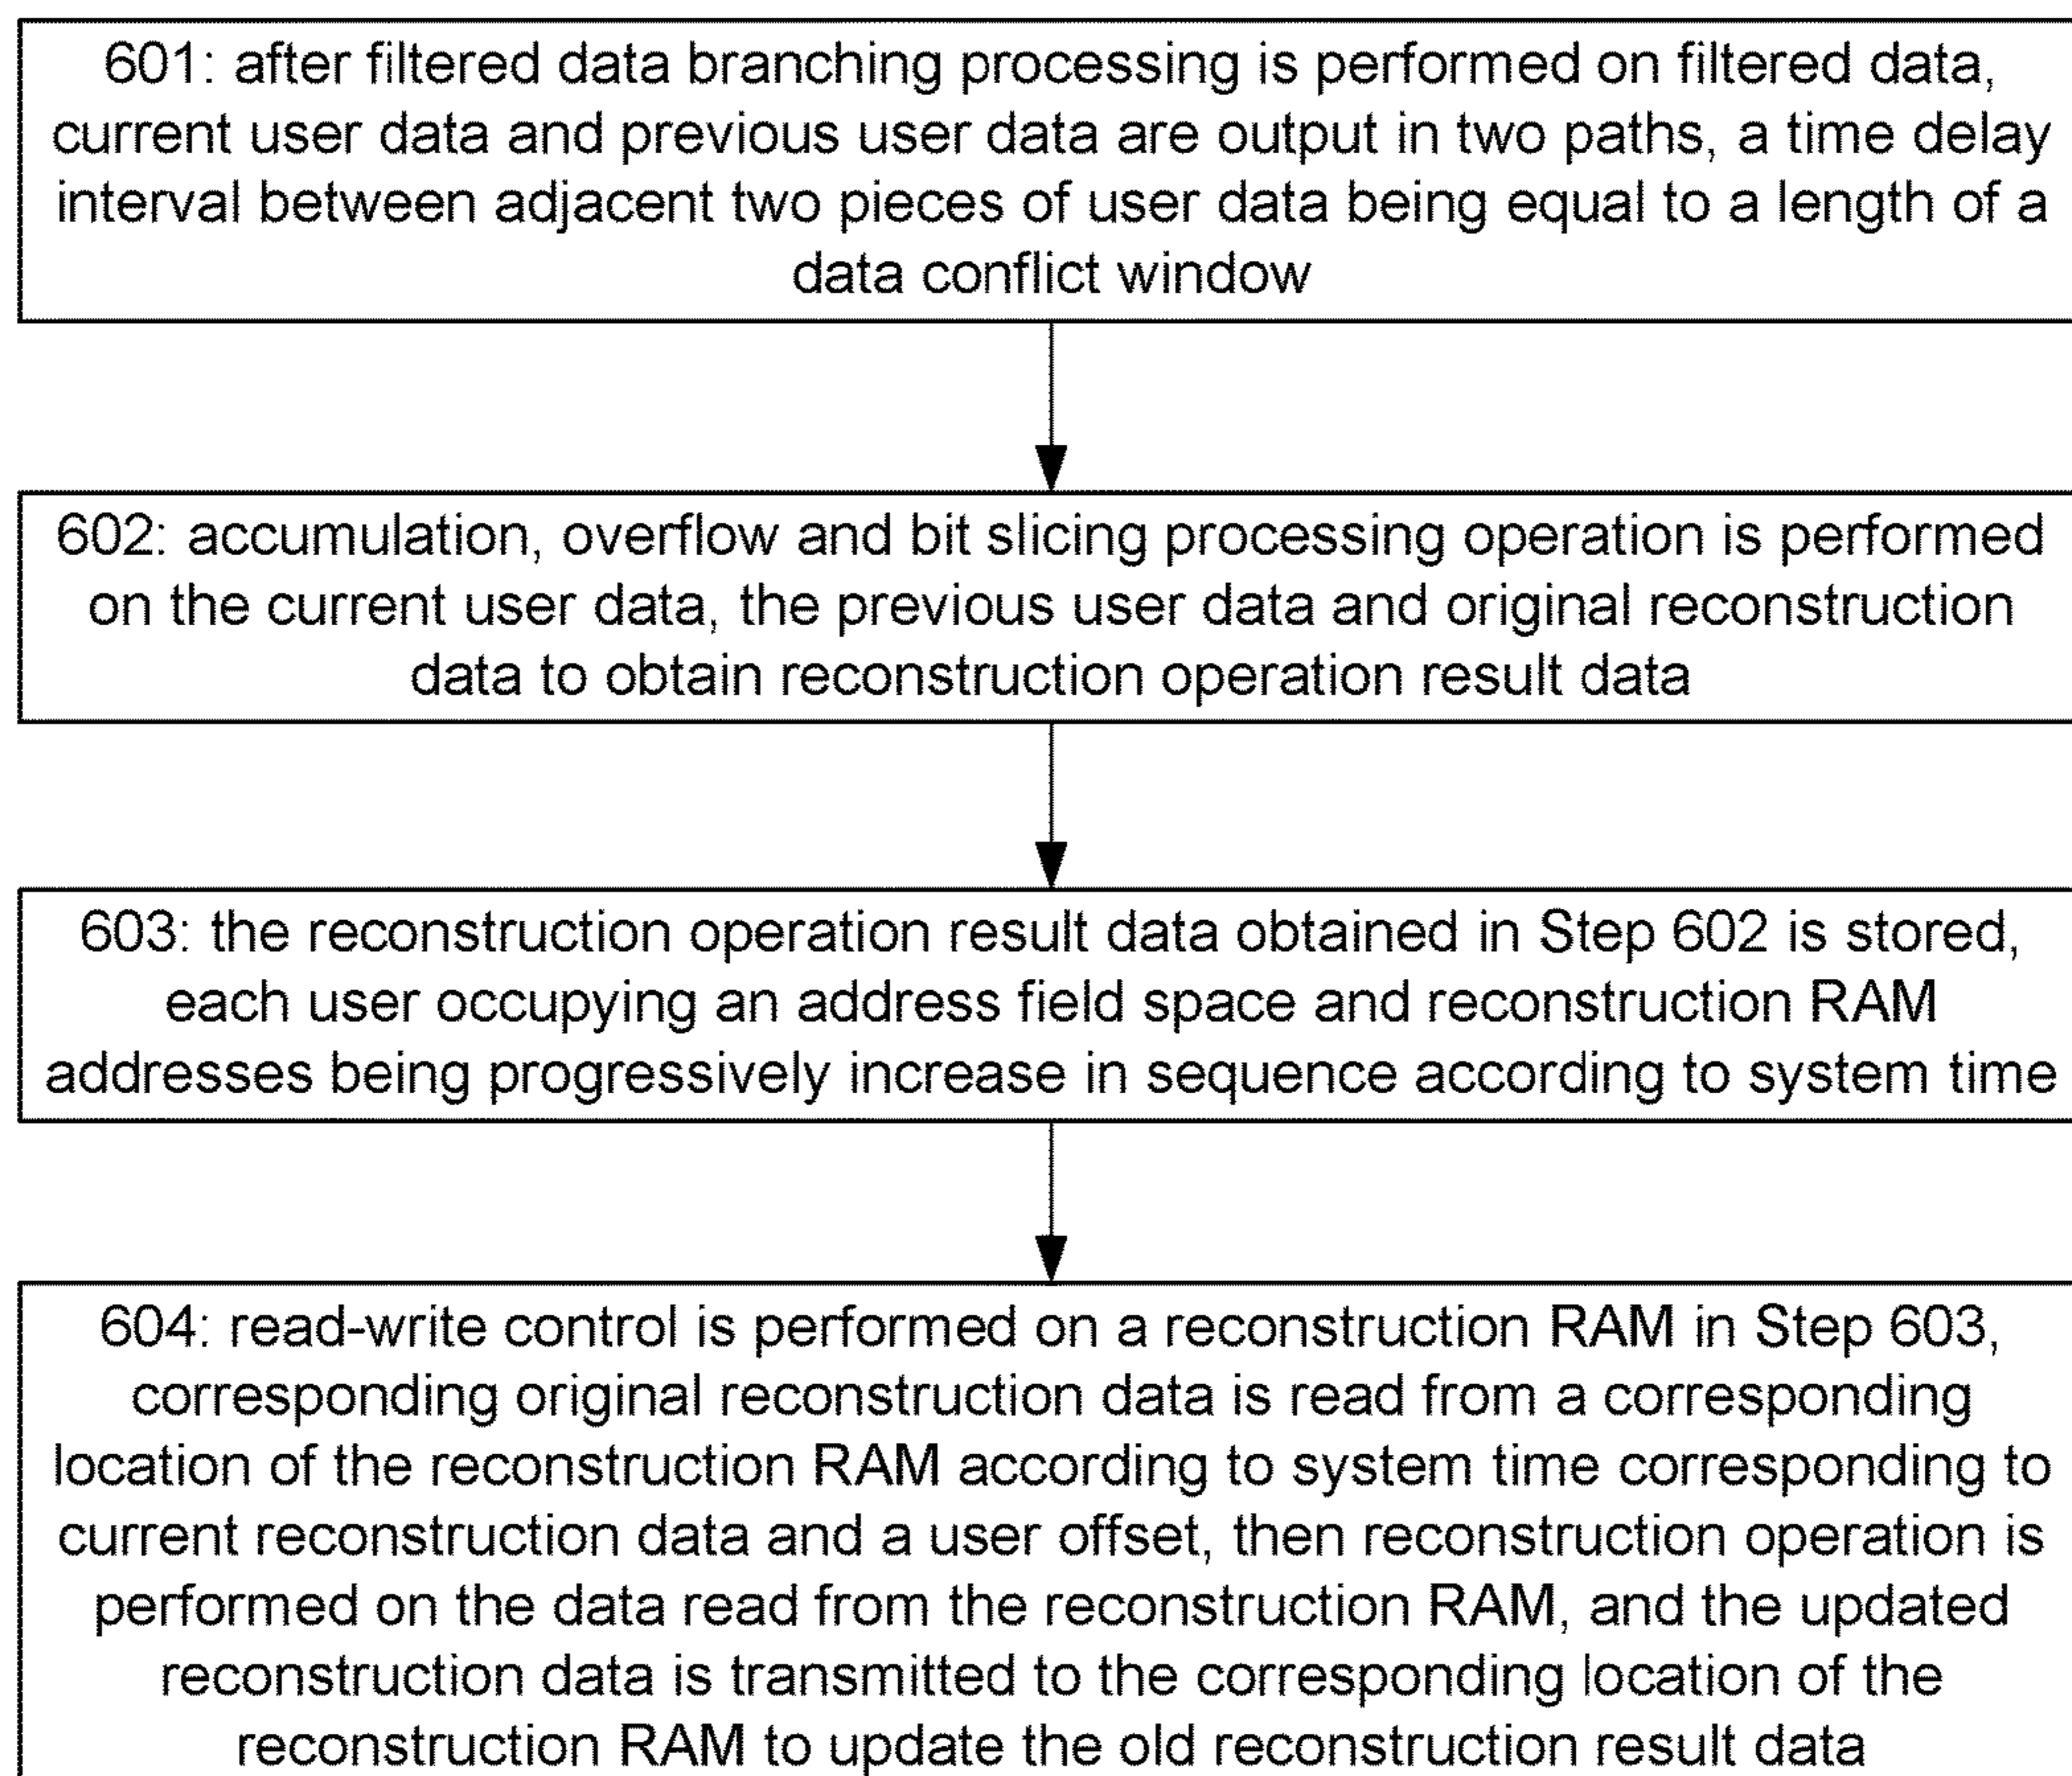 601: after filtered data branching processing is performed on filtered data,
current user data and previous user data are output in two paths, a time delay
interval between adjacent two pieces of user data being equal to a length of a
data conflict window
602: accumulation, overflow and bit slicing processing operation is performed
on the current user data, the previous user data and original reconstruction
data to obtain reconstruction operation result data
603: the reconstruction operation result data obtained in Step 602 is stored,
each user occupying an address field space and reconstruction RAM
addresses being progressively increase in sequence according to system time
604: read-write control is performed on a reconstruction RAM in Step 603,
corresponding original reconstruction data is read from a corresponding
location of the reconstruction RAM according to system time corresponding to
current reconstruction data and a user offset, then reconstruction operation is
performed on the data read from the reconstruction RAM, and the updated
reconstruction data is transmitted to the corresponding location of the
reconstruction RAM to update the old reconstruction result data